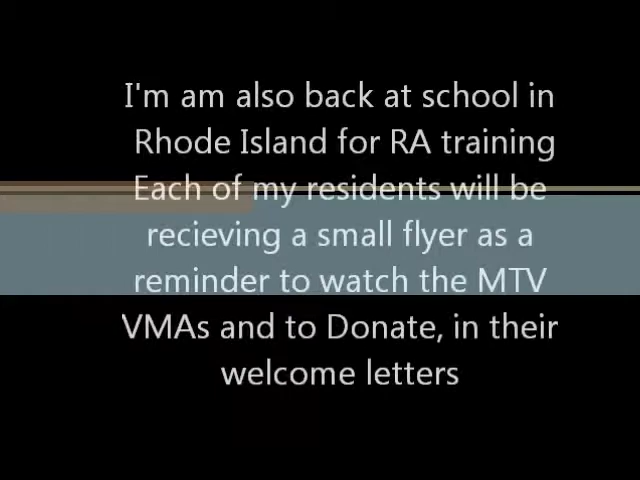 I'm am also back at school in
Rhode Island for RA training
Each of my residents will be
recieving a small flyer as a
reminder to watch the MTV
VMAs and to Donate, in their
welcome letters